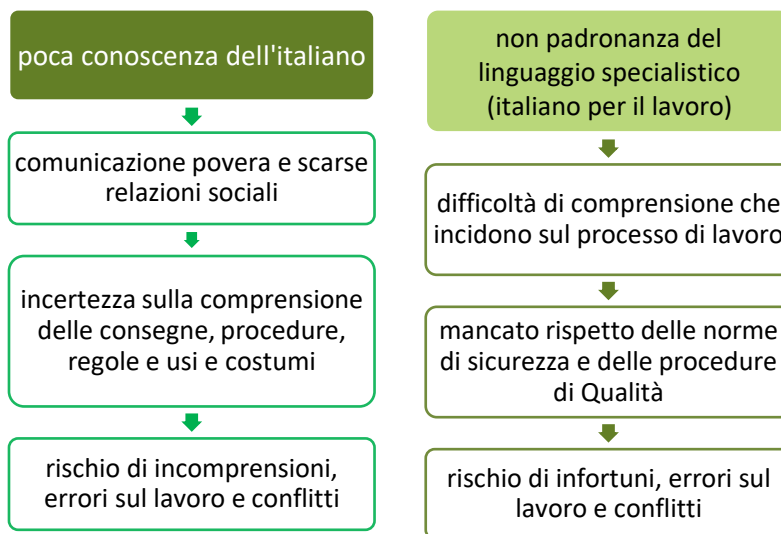 poca conoscenza dell'italiano
comunicazione povera e scarse
relazioni sociali
incertezza sulla comprensione
delle consegne, procedure,
regole e usi e costumi
rischio di incomprensioni,
errori sul lavoro e conflitti
non padronanza del
linguaggio specialistico
(italiano per il lavoro)
difficoltà di comprensione che
incidono sul processo di lavoro
mancato rispetto delle norme
di sicurezza e delle procedure
di Qualità
rischio di infortuni, errori sul
lavoro e conflitti